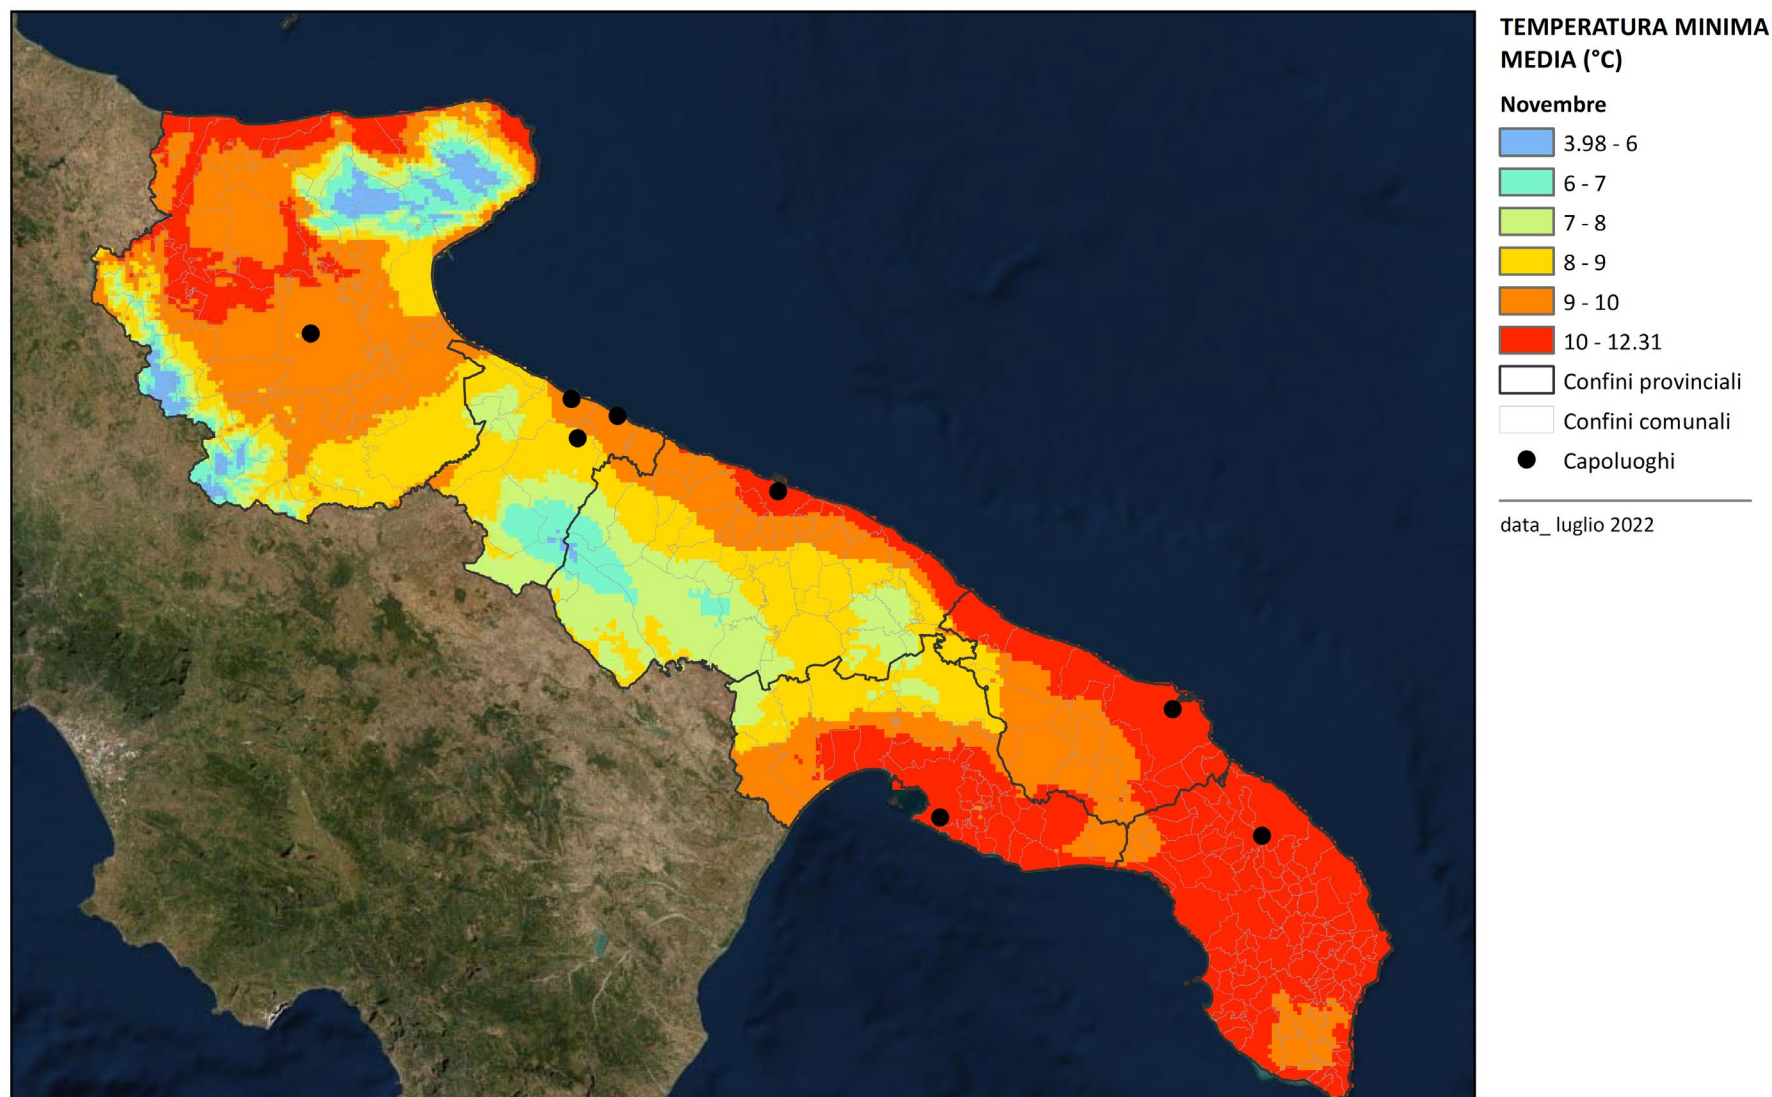 TEMPERATURA MINIMA
MEDIA (°C)
Novembre
3.98 - 6
6 - 7
7 - 8
8 - 9
9 - 10
10 - 12.31
Confini provinciali
Confini comunali
Capoluoghi
data_ luglio 2022